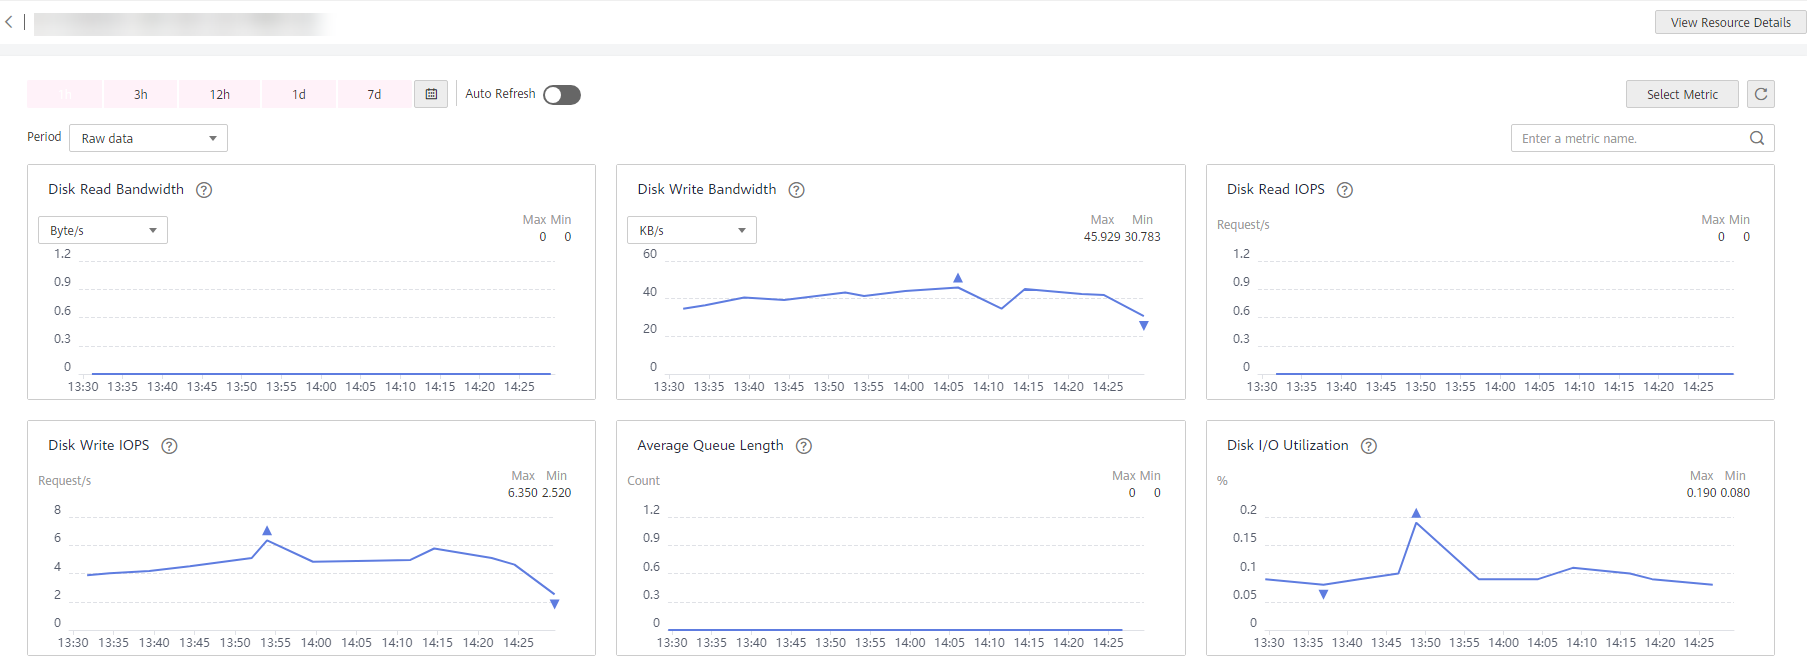 View Resource Details
1h 3h 12h 1d 7d Auto Refresh Select Metric
Period Raw data Enter a metric name.
Disk Read Bandwidth ?
Byte/s
Max Min
0 0
1.2
0.9
0.6
0.3
0
13:30 13:35 13:40 13:45 13:50 13:55 14:00 14:05 14:10 14:15 14:20 14:25
Disk Write Bandwidth ?
KB/s
Max Min
45.929 30.783
60
40
20
0
13:30 13:35 13:40 13:45 13:50 13:55 14:00 14:05 14:10 14:15 14:20 14:25
Disk Read IOPS ?
Request/s
Max Min
0 0
1.2
0.9
0.6
0.3
0
13:30 13:35 13:40 13:45 13:50 13:55 14:00 14:05 14:10 14:15 14:20 14:25
Disk Write IOPS ?
Request/s
Max Min
6.350 2.520
8
6
4
2
0
13:30 13:35 13:40 13:45 13:50 13:55 14:00 14:05 14:10 14:15 14:20 14:25
Average Queue Length ?
Count
Max Min
0 0
1.2
0.9
0.6
0.3
0
13:30 13:35 13:40 13:45 13:50 13:55 14:00 14:05 14:10 14:15 14:20 14:25
Disk I/O Utilization ?
%
Max Min
0.190 0.080
0.2
0.15
0.1
0.05
0
13:30 13:35 13:40 13:45 13:50 13:55 14:00 14:05 14:10 14:15 14:20 14:25